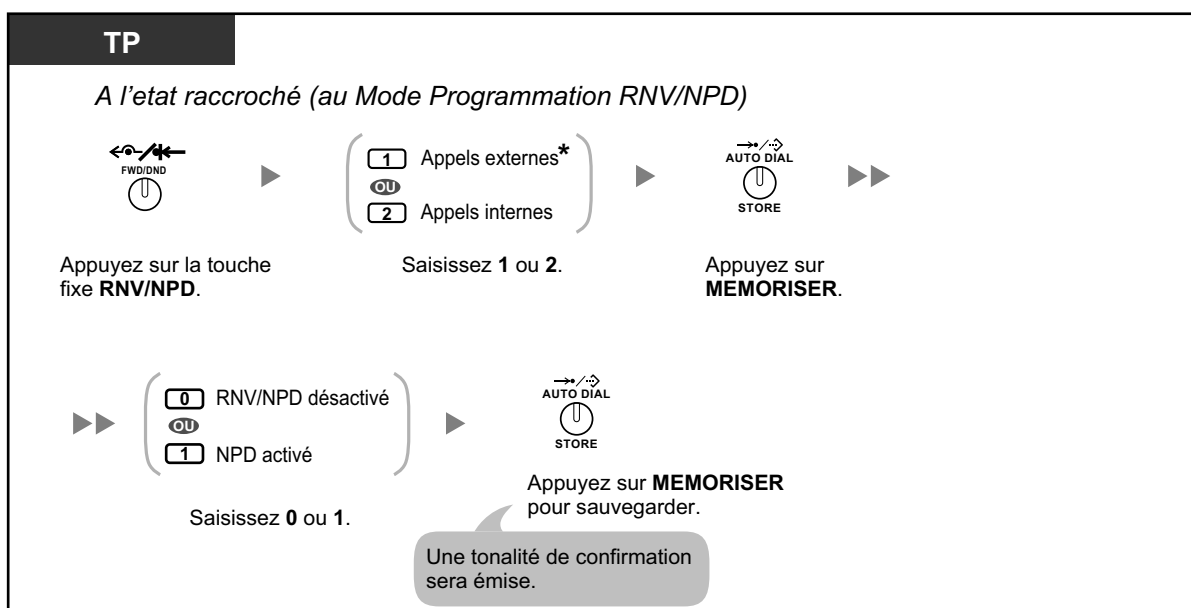 TP
A l'etat raccroché (au Mode Programmation RNV/NPD)
FWD/DND
1 Appels externes*
OU
2 Appels internes
AUTO DIAL
STORE
Appuyez sur la touche
fixe RNV/NPD.
Saisissez 1 ou 2.
Appuyez sur
MEMORISER.
0 RNV/NPD désactivé
OU
1 NPD activé
AUTO DIAL
STORE
Saisissez 0 ou 1.
Appuyez sur MEMORISER
pour sauvegarder.
Une tonalité de confirmation
sera émise.